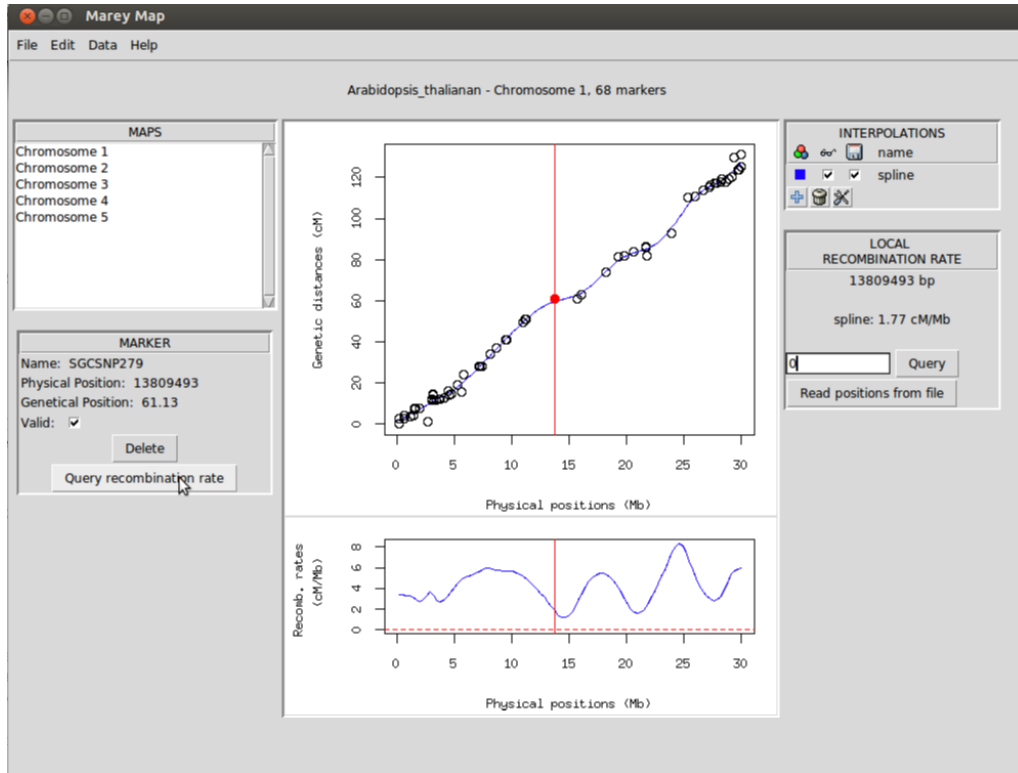 Marey Map
File Edit Data Help
Arabidopsis_thalianan - Chromosome 1, 68 markers
MAPS
Chromosome 1
Chromosome 2
Chromosome 3
Chromosome 4
Chromosome 5
MARKER
Name: SGCSNP279
Physical Position: 13809493
Genetical Position: 61.13
Valid:
Delete
Query recombination rate
Genetic distances (cM)
120
100
80
60
40
20
0
0 5 10 15 20 25 30
Physical positions (Mb)
Recomb. rates
(cM/Mb)
8
6
4
2
0
0 5 10 15 20 25 30
Physical positions (Mb)
INTERPOLATIONS
name
spline
LOCAL
RECOMBINATION RATE
13809493 bp
spline: 1.77 cM/Mb
0
Query
Read positions from file